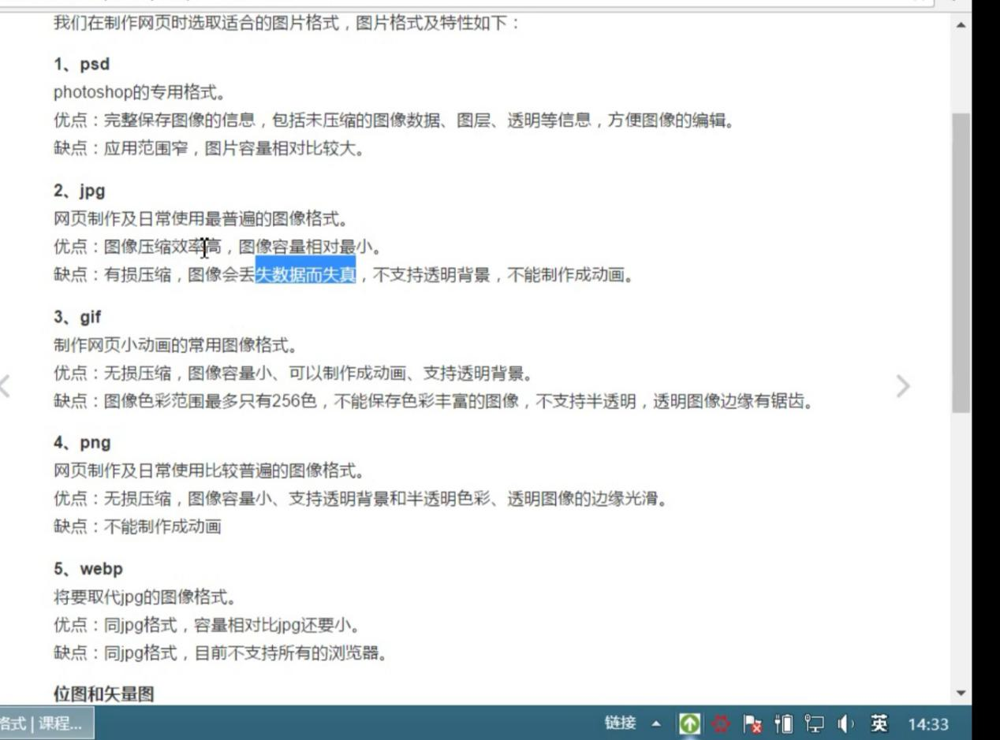 我们在制作网页时选取适合的图片格式，图片格式及特性如下：
1、psd
photoshop的专用格式。
优点：完整保存图像的信息，包括未压缩的图像数据、图层、透明等信息，方便图像的编辑。
缺点：应用范围窄，图片容量相对比较大。
2、jpg
网页制作及日常使用最普遍的图像格式。
优点：图像压缩效率高，图像容量相对最小。
缺点：有损压缩，图像会丢失数据而失真，不支持透明背景，不能制作成动画。
3、gif
制作网页小动画的常用图像格式。
优点：无损压缩，图像容量小、可以制作成动画、支持透明背景。
缺点：图像色彩范围最多只有256色，不能保存色彩丰富的图像，不支持半透明，透明图像边缘有锯齿。
4、png
网页制作及日常使用比较普遍的图像格式。
优点：无损压缩，图像容量小、支持透明背景和半透明色彩、透明图像的边缘光滑。
缺点：不能制作成动画
5、webp
将要取代jpg的图像格式。
优点：同jpg格式，容量相对比jpg还要小。
缺点：同jpg格式，目前不支持所有的浏览器。
位图和矢量图
格式 | 课程...
链接
英
14:33